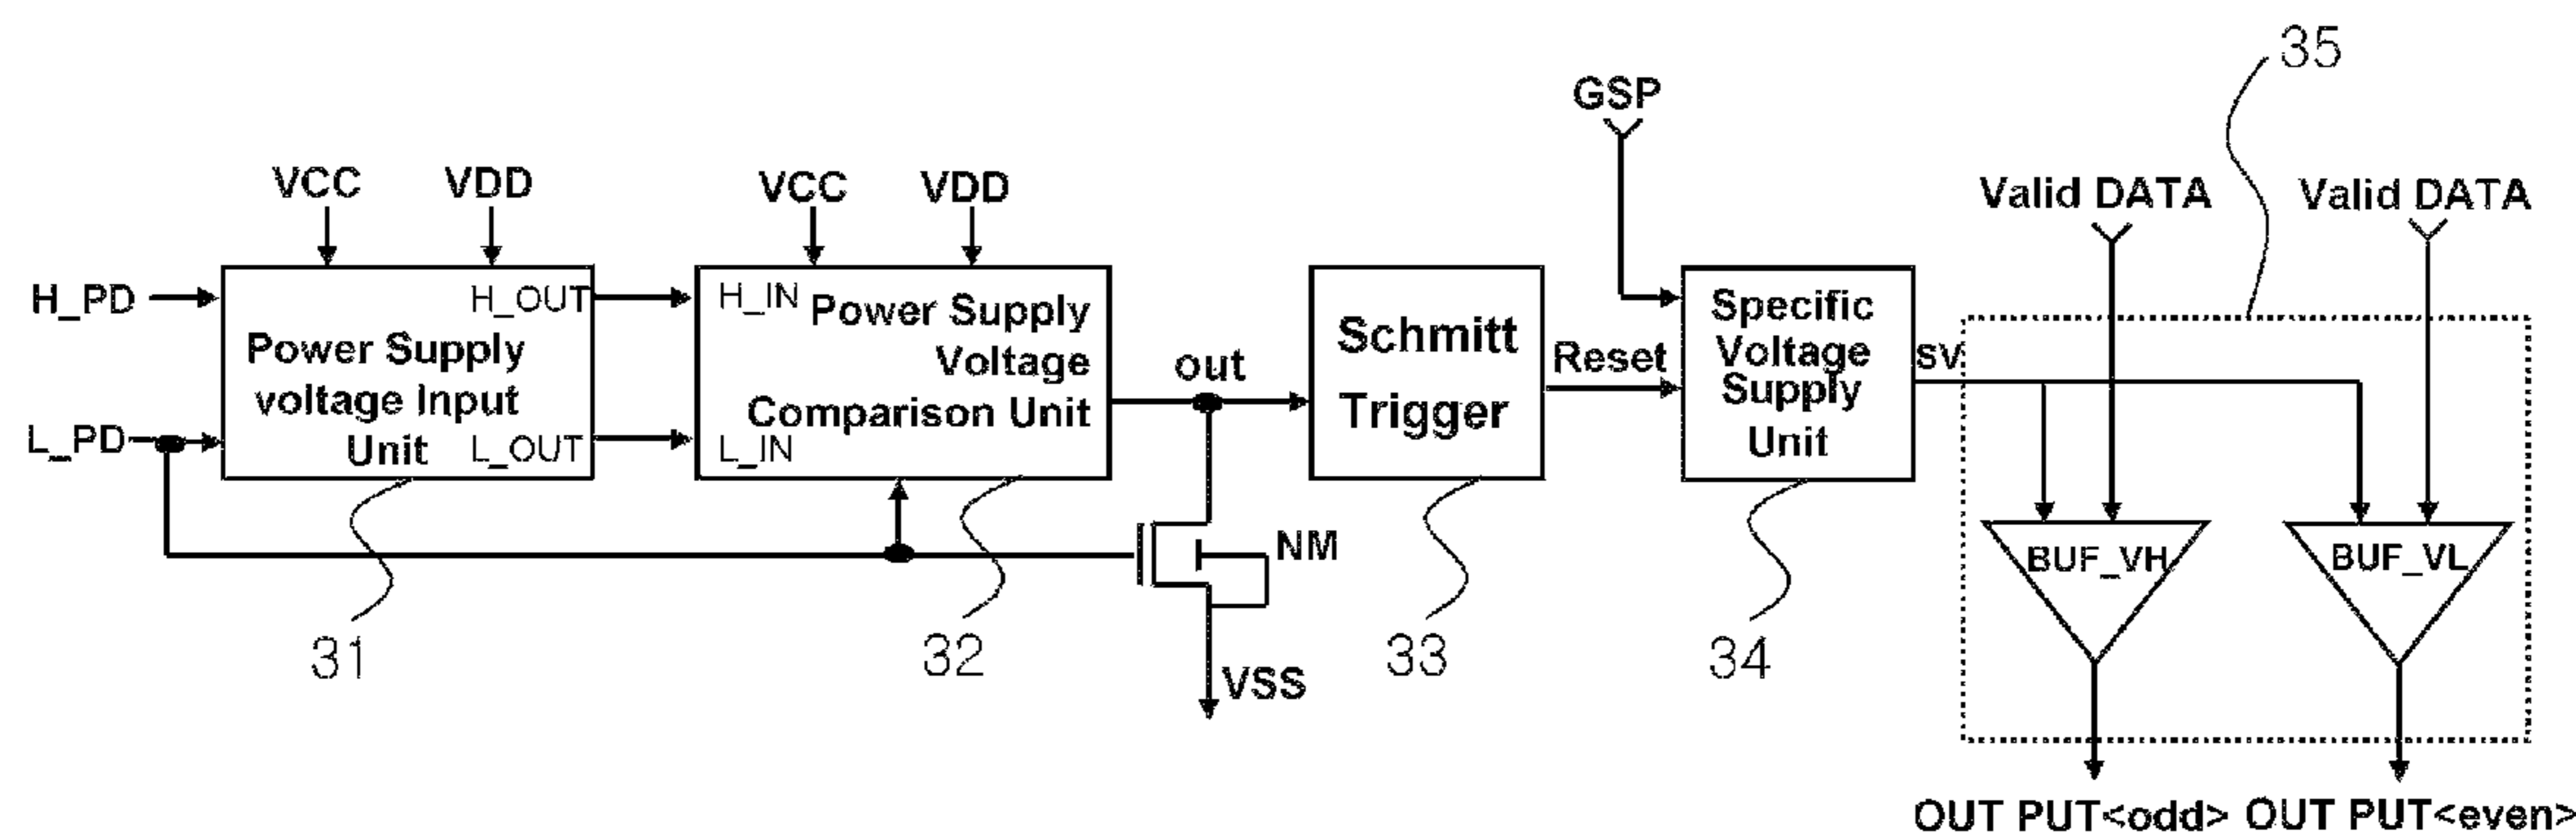 35
GSP
VCC
VDD
VCC
VDD
Valid DATA
Valid DATA
H_PD
H_OUT
Power Supply
voltage Input
Unit
L_OUT
L_PD
H_IN
Power Supply
Voltage
Comparison Unit
L_IN
out
Schmitt
Trigger
Reset
Specific
Voltage
Supply
Unit
SV
BUF_VH
BUF_VL
NM
VSS
31
32
33
34
OUT PUT<odd>
OUT PUT<even>